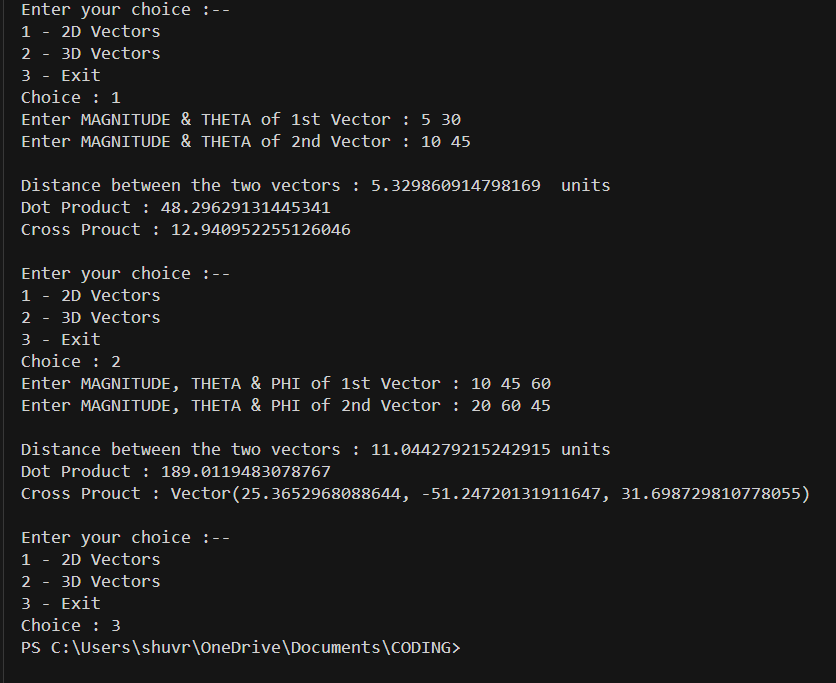 Enter your choice :--
1 - 2D Vectors
2 - 3D Vectors
3 - Exit
Choice : 1
Enter MAGNITUDE & THETA of 1st Vector : 5 30
Enter MAGNITUDE & THETA of 2nd Vector : 10 45
Distance between the two vectors : 5.329860914798169  units
Dot Product : 48.29629131445341
Cross Prouct : 12.940952255126046
Enter your choice :--
1 - 2D Vectors
2 - 3D Vectors
3 - Exit
Choice : 2
Enter MAGNITUDE, THETA & PHI of 1st Vector : 10 45 60
Enter MAGNITUDE, THETA & PHI of 2nd Vector : 20 60 45
Distance between the two vectors : 11.044279215242915 units
Dot Product : 189.0119483078767
Cross Prouct : Vector(25.3652968088644, -51.24720131911647, 31.698729810778055)
Enter your choice :--
1 - 2D Vectors
2 - 3D Vectors
3 - Exit
Choice : 3
PS C:\Users\shuvr\OneDrive\Documents\CODING>